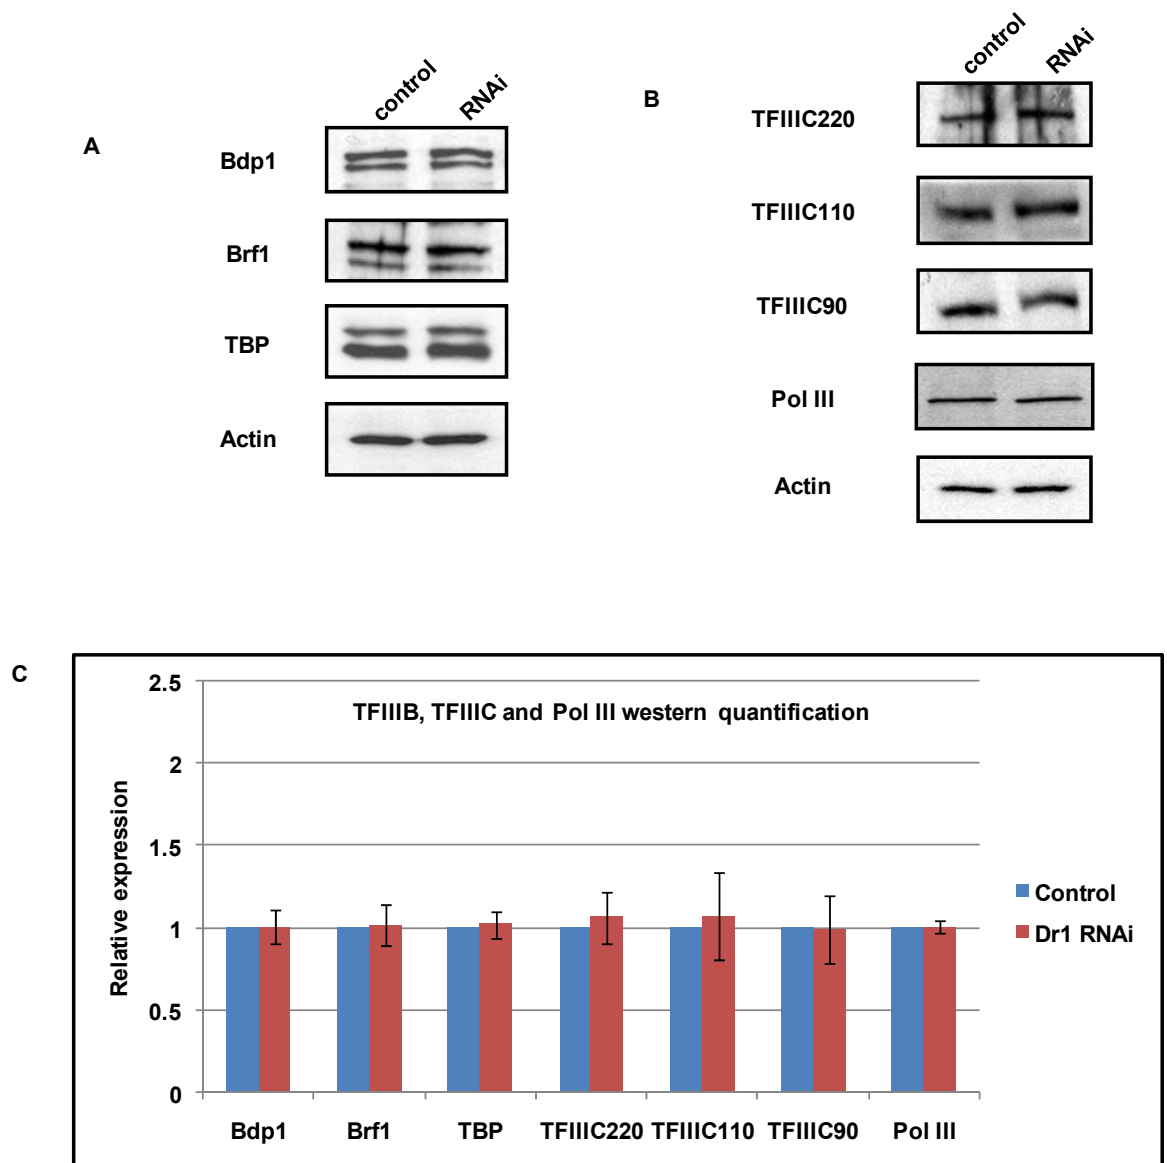 A
control RNAi
Bdp1
Brf1
TBP
Actin
B
control RNAi
TFIIIC220
TFIIIC110
TFIIIC90
Pol III
Actin
C
TFIIIB, TFIIIC and Pol III western quantification
Relative expression
2.5
2
1.5
1
0.5
0
Bdp1 Brf1 TBP TFIIIC220 TFIIIC110 TFIIIC90 Pol III
Control
Dr1 RNAi